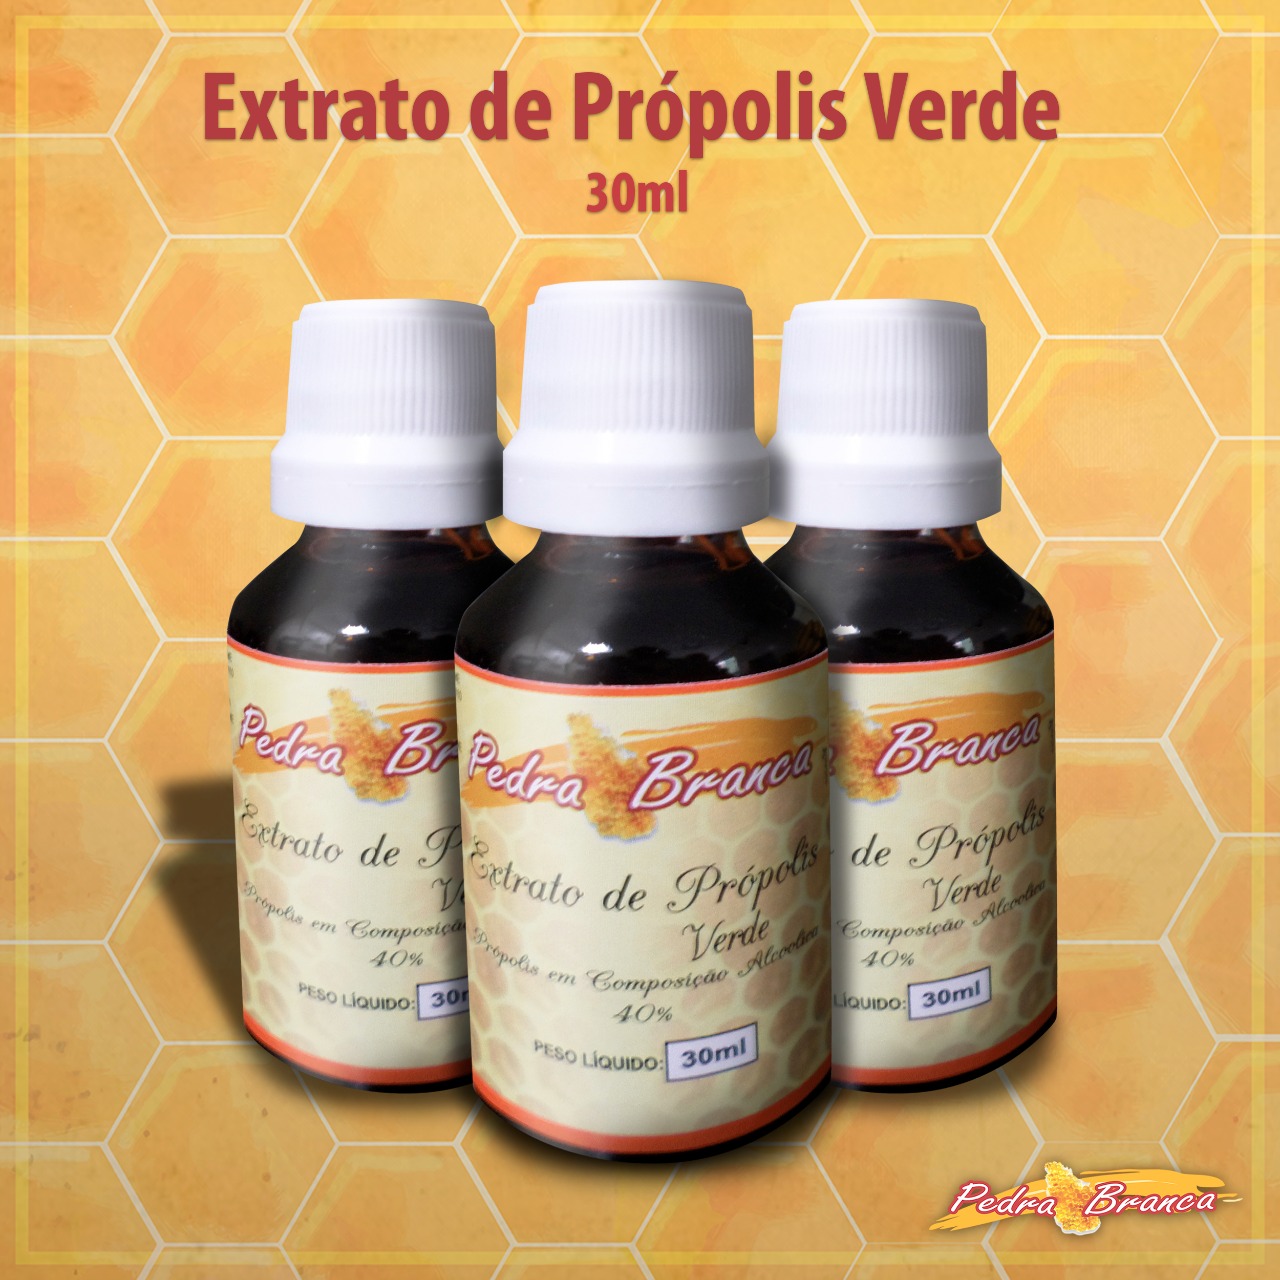 Extrato de Própolis Verde
30ml
Pedra Br
Extrato de P
V
Própolis em Composiçã
40%
PESO LÍQUIDO: 30
Pedra Branca
Extrato de Própolis
Verde
Própolis em Composição Alcoolica
40%
PESO LÍQUIDO: 30ml
Branca
de Própolis
Verde
Composição Alcoolica
40%
LÍQUIDO: 30ml
Pedra Branca